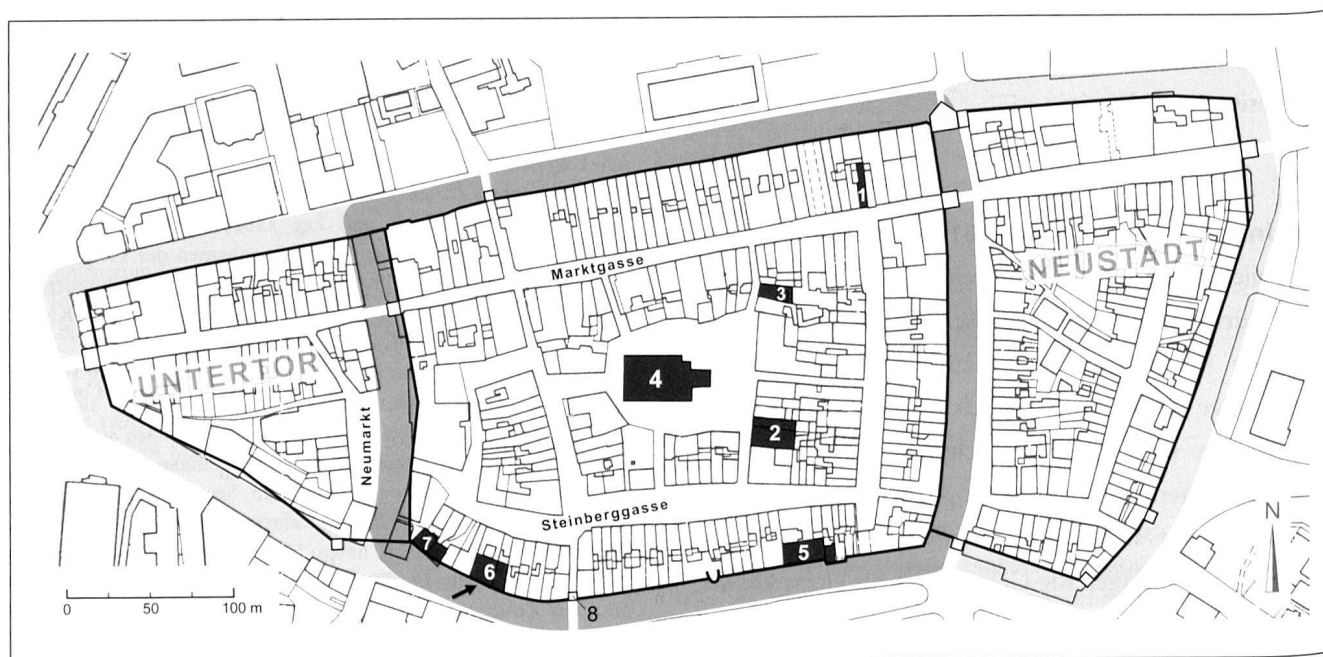 1
Marktgasse
NEUSTADT
3
UNTERTOR
4
2
Neumarkt
Steinberggasse
7
6
5
8
0 50 100 m
N